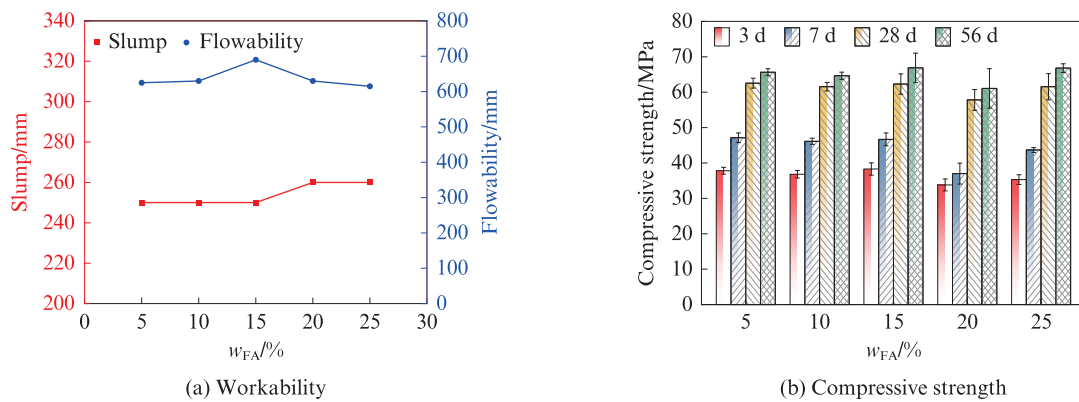 Slump Flowability
340
320
300
280
260
240
220
200
Slump/mm
800
700
600
500
400
300
200
100
0
Flowability/mm
0 5 10 15 20 25 30
w_FA/%
(a) Workability
3 d 7 d 28 d 56 d
80
70
60
50
40
30
20
10
0
Compressive strength/MPa
5 10 15 20 25
w_FA/%
(b) Compressive strength